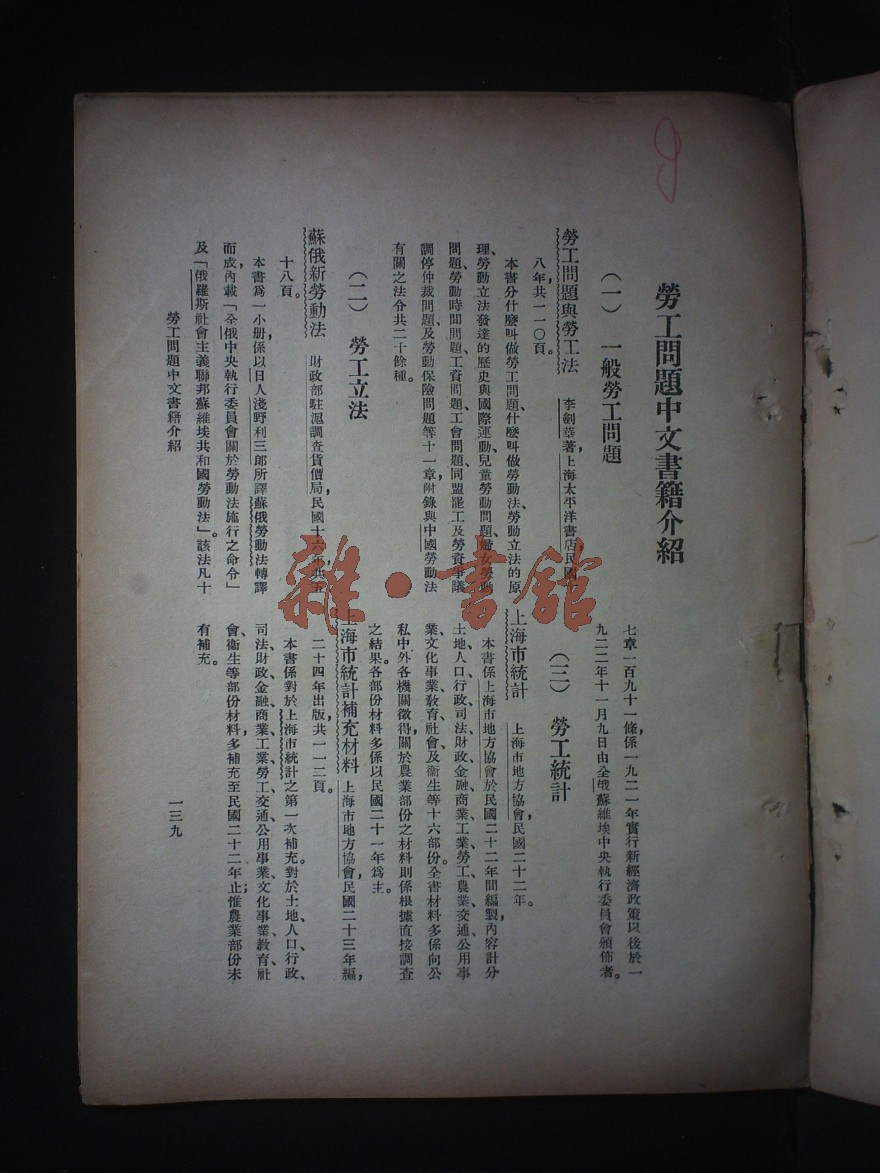 勞工問題中文書籍介紹
（一） 一般勞工問題
勞工問題與勞工法 李劍華著，上海太平洋書店，民國十
八年，共一一〇頁。
本書分什麼叫做勞工問題、什麼叫做勞動法、勞動立法的原
理、勞動立法發達的歷史與國際運動、兒童勞動問題、婦女勞動
問題、勞動時間問題、工資問題、工會問題、同盟罷工及勞資爭議
調停仲裁問題、及勞動保險問題等十一章，附錄與中國勞動法
有關之法令共二十餘種。
（二） 勞工立法
蘇俄新勞動法 財政部駐滬調查貨價局，民國十六年，共五
十八頁。
本書為一小册，係以日人淺野利三郎所譯蘇俄勞動法轉譯
而成，內載「全俄中央執行委員會關於勞動法施行之命令」
及「俄羅斯社會主義聯邦蘇維埃共和國勞動法」。該法凡十
七章一百九十一條，係一九二一年實行新經濟政策以後於一
九二二年十一月九日由全俄蘇維埃中央執行委員會頒佈者。
（三） 勞工統計
上海市統計 上海市地方協會，民國二十二年。
本書係上海市地方協會於民國二十二年間編製，內容計分
土地、人口、行政、司法、財政、金融、商業、工業、勞工、農業、交通、公用事
業、文化事業、教育、社會、及衞生等十六部份。全書材料多係向公
私中外各機關徵得，關於農業部份之材料則係根據直接調查
之結果。各部份材料多係以民國二十一年為主。
上海市統計補充材料 上海市地方協會，民國二十三年編，
二十四年出版，共一一二頁。
本書係對於上海市統計之第一次補充。對於土地、人口、行政、
司法、財政、金融、商業、工業、勞工、交通、公用事業、文化事業、教育、社
會、衞生等部份材料，多補充至民國二十二年止；惟農業部份未
有補充。
勞工問題中文書籍介紹
一三九
雜·書館
9